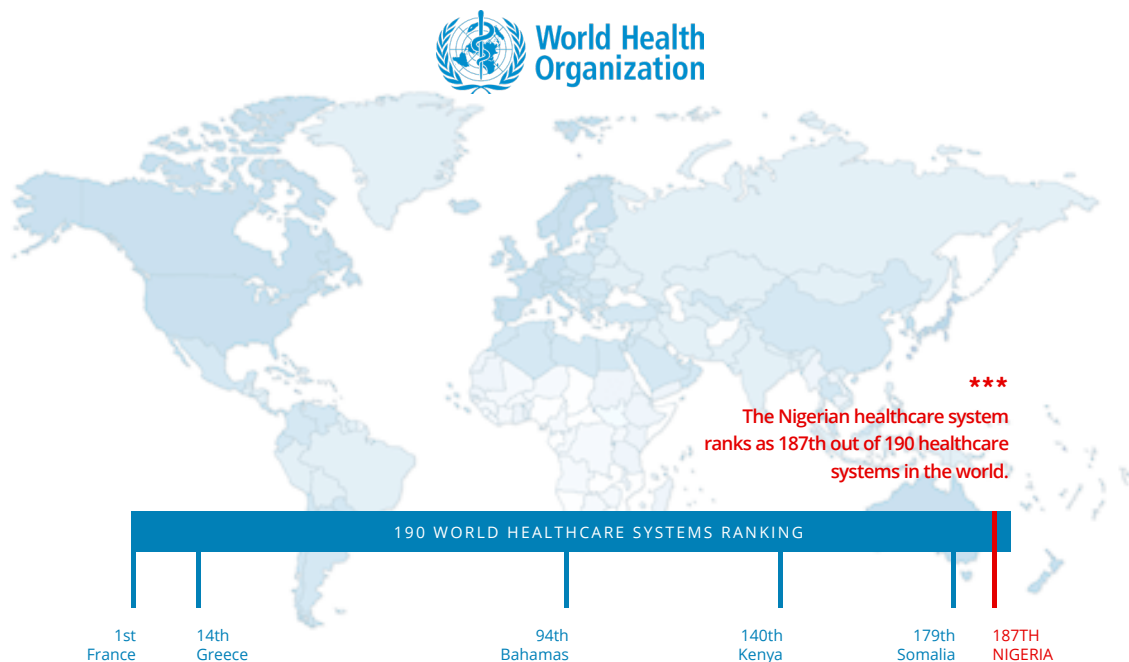 World Health
Organization
***
The Nigerian healthcare system
ranks as 187th out of 190 healthcare
systems in the world.
190 WORLD HEALTHCARE SYSTEMS RANKING
1st
France
14th
Greece
94th
Bahamas
140th
Kenya
179th
Somalia
187TH
NIGERIA